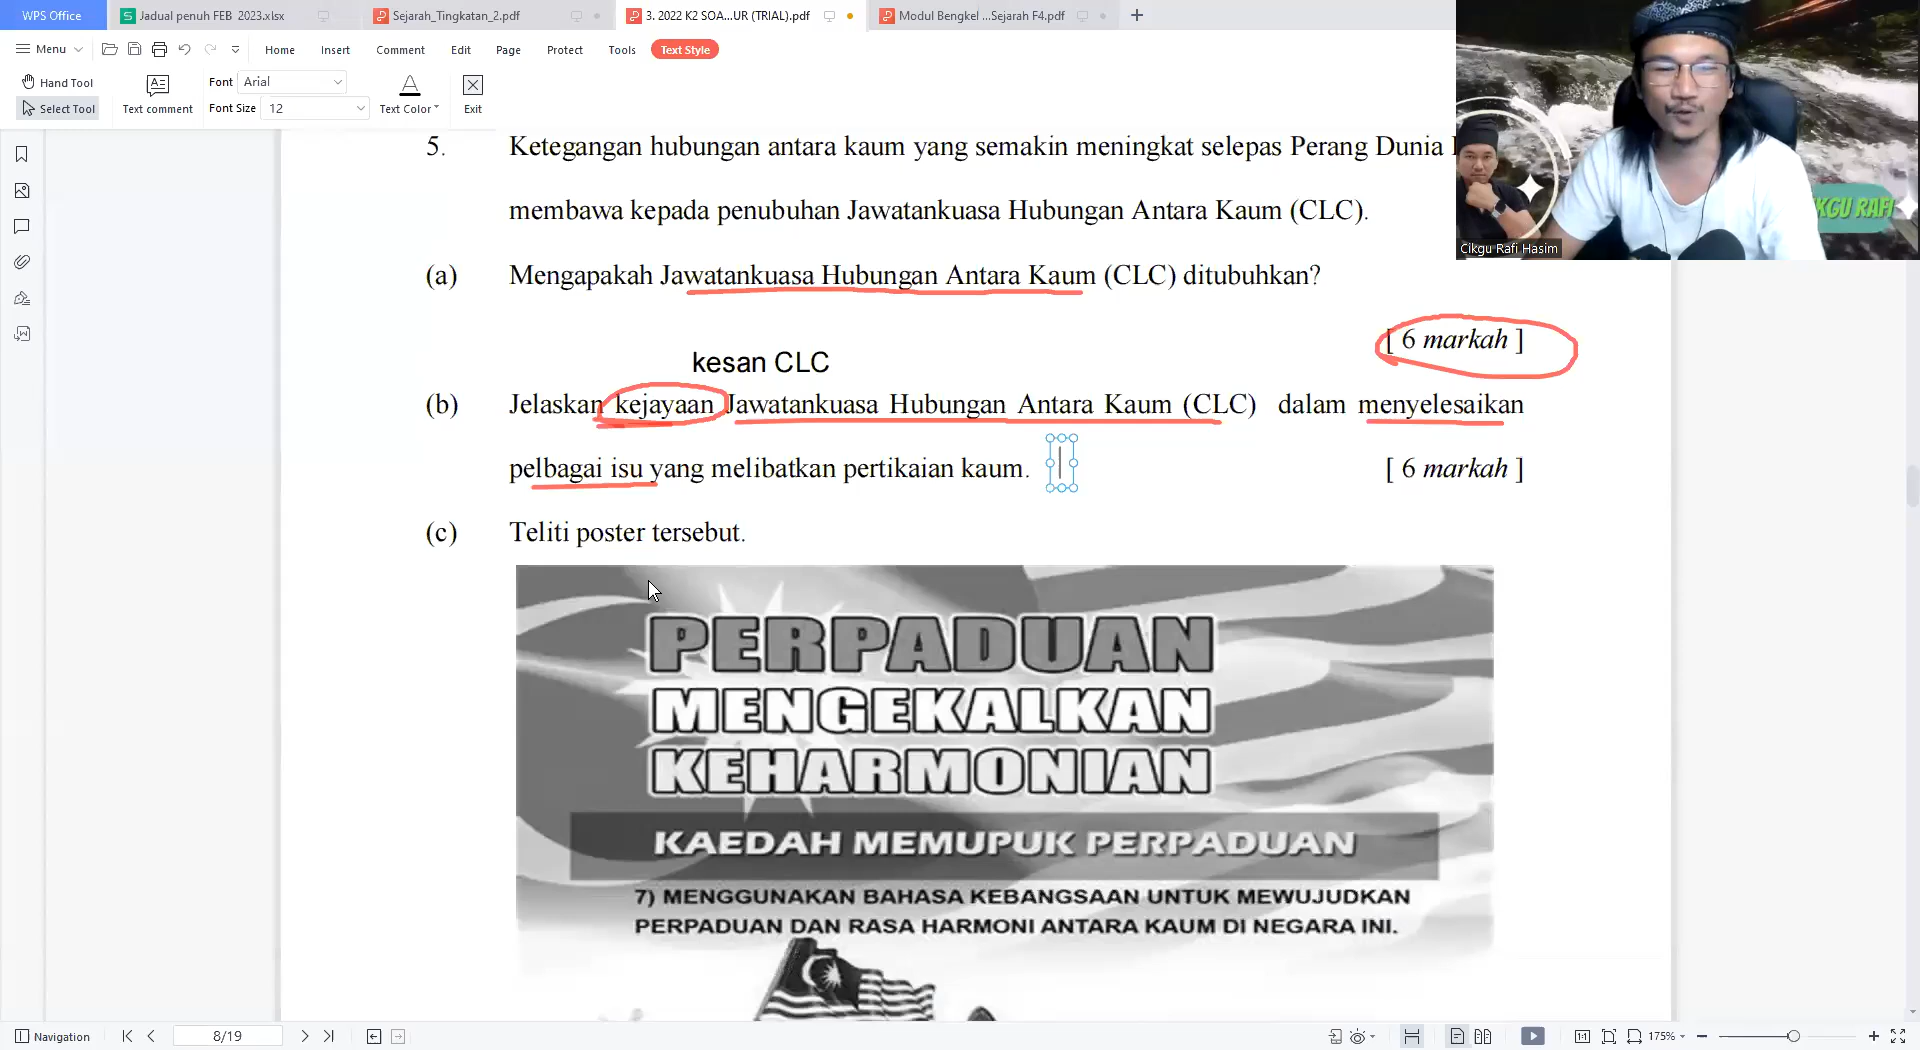 WPS Office
Jadual penuh FEB 2023.xlsx
Sejarah_Tingkatan_2.pdf
3. 2022 K2 SOA...UR (TRIAL).pdf
Modul Bengkel ...Sejarah F4.pdf
Menu
Home
Insert
Comment
Edit
Page
Protect
Tools
Text Style
Hand Tool
Select Tool
Text comment
Font Arial
Font Size 12
Text Color
Exit
5. Ketegangan hubungan antara kaum yang semakin meningkat selepas Perang Dunia
membawa kepada penubuhan Jawatankuasa Hubungan Antara Kaum (CLC).
(a) Mengapakah Jawatankuasa Hubungan Antara Kaum (CLC) ditubuhkan?
[ 6 markah ]
kesan CLC
(b) Jelaskan kejayaan Jawatankuasa Hubungan Antara Kaum (CLC) dalam menyelesaikan
pelbagai isu yang melibatkan pertikaian kaum. [ 6 markah ]
(c) Teliti poster tersebut.
PERPADUAN
MENGEKALKAN
KEHARMONIAN
KAEDAH MEMUPUK PERPADUAN
7) MENGGUNAKAN BAHASA KEBANGSAAN UNTUK MEWUJUDKAN
PERPADUAN DAN RASA HARMONI ANTARA KAUM DI NEGARA INI.
KGU RAFI
Cikgu Rafi Hasim
Navigation
8/19
175%